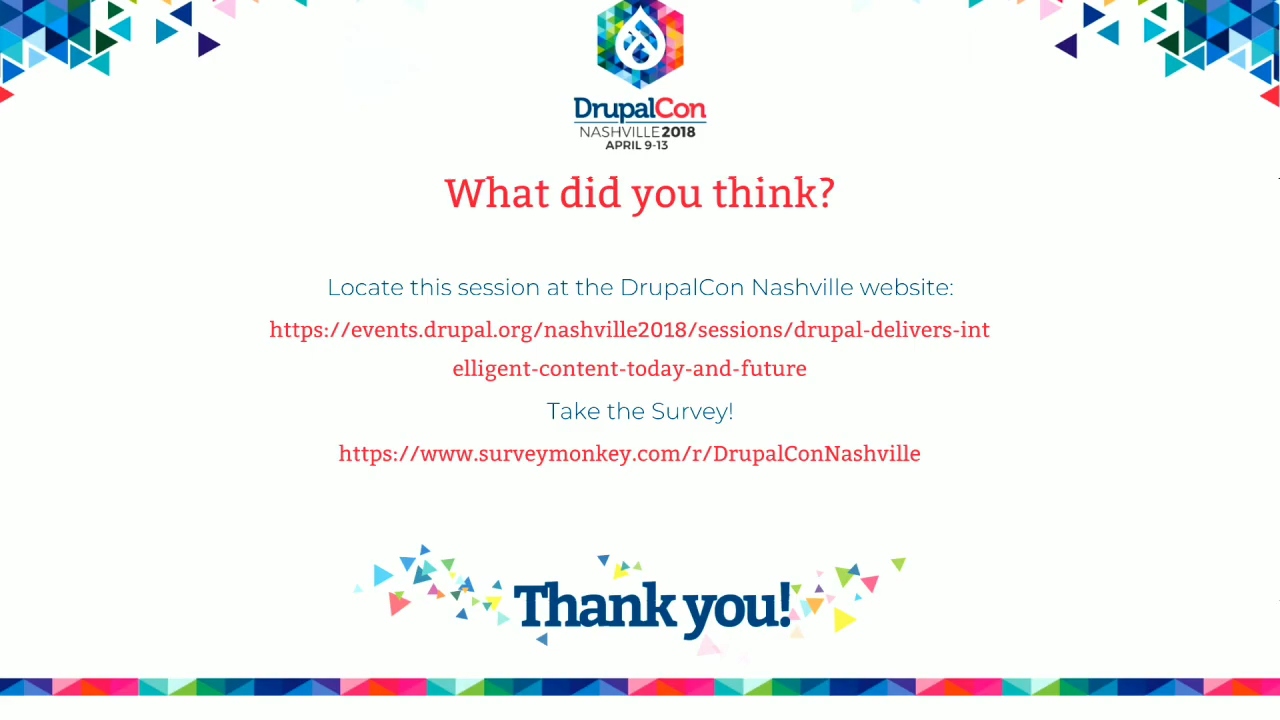 DrupalCon
NASHVILLE 2018
APRIL 9-13
What did you think?
Locate this session at the DrupalCon Nashville website:
https://events.drupal.org/nashville2018/sessions/drupal-delivers-int
elligent-content-today-and-future
Take the Survey!
https://www.surveymonkey.com/r/DrupalConNashville
Thank you!